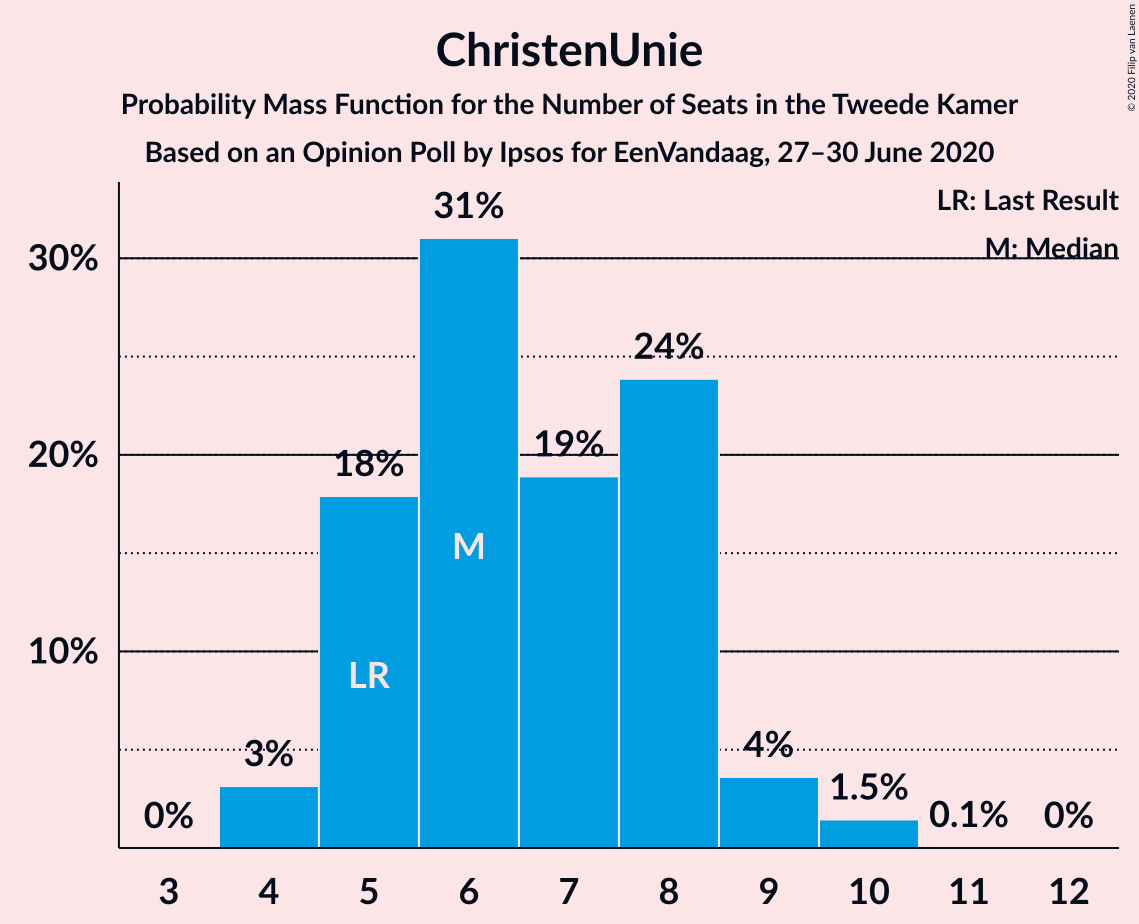 ChristenUnie
Probability Mass Function for the Number of Seats in the Tweede Kamer
Based on an Opinion Poll by Ipsos for EenVandaag, 27–30 June 2020
© 2020 Filip van Laenen
LR: Last Result
M: Median
30%
20%
10%
0%
3%
18%
31%
19%
24%
4%
1.5%
0.1%
0%
LR
M
3 4 5 6 7 8 9 10 11 12